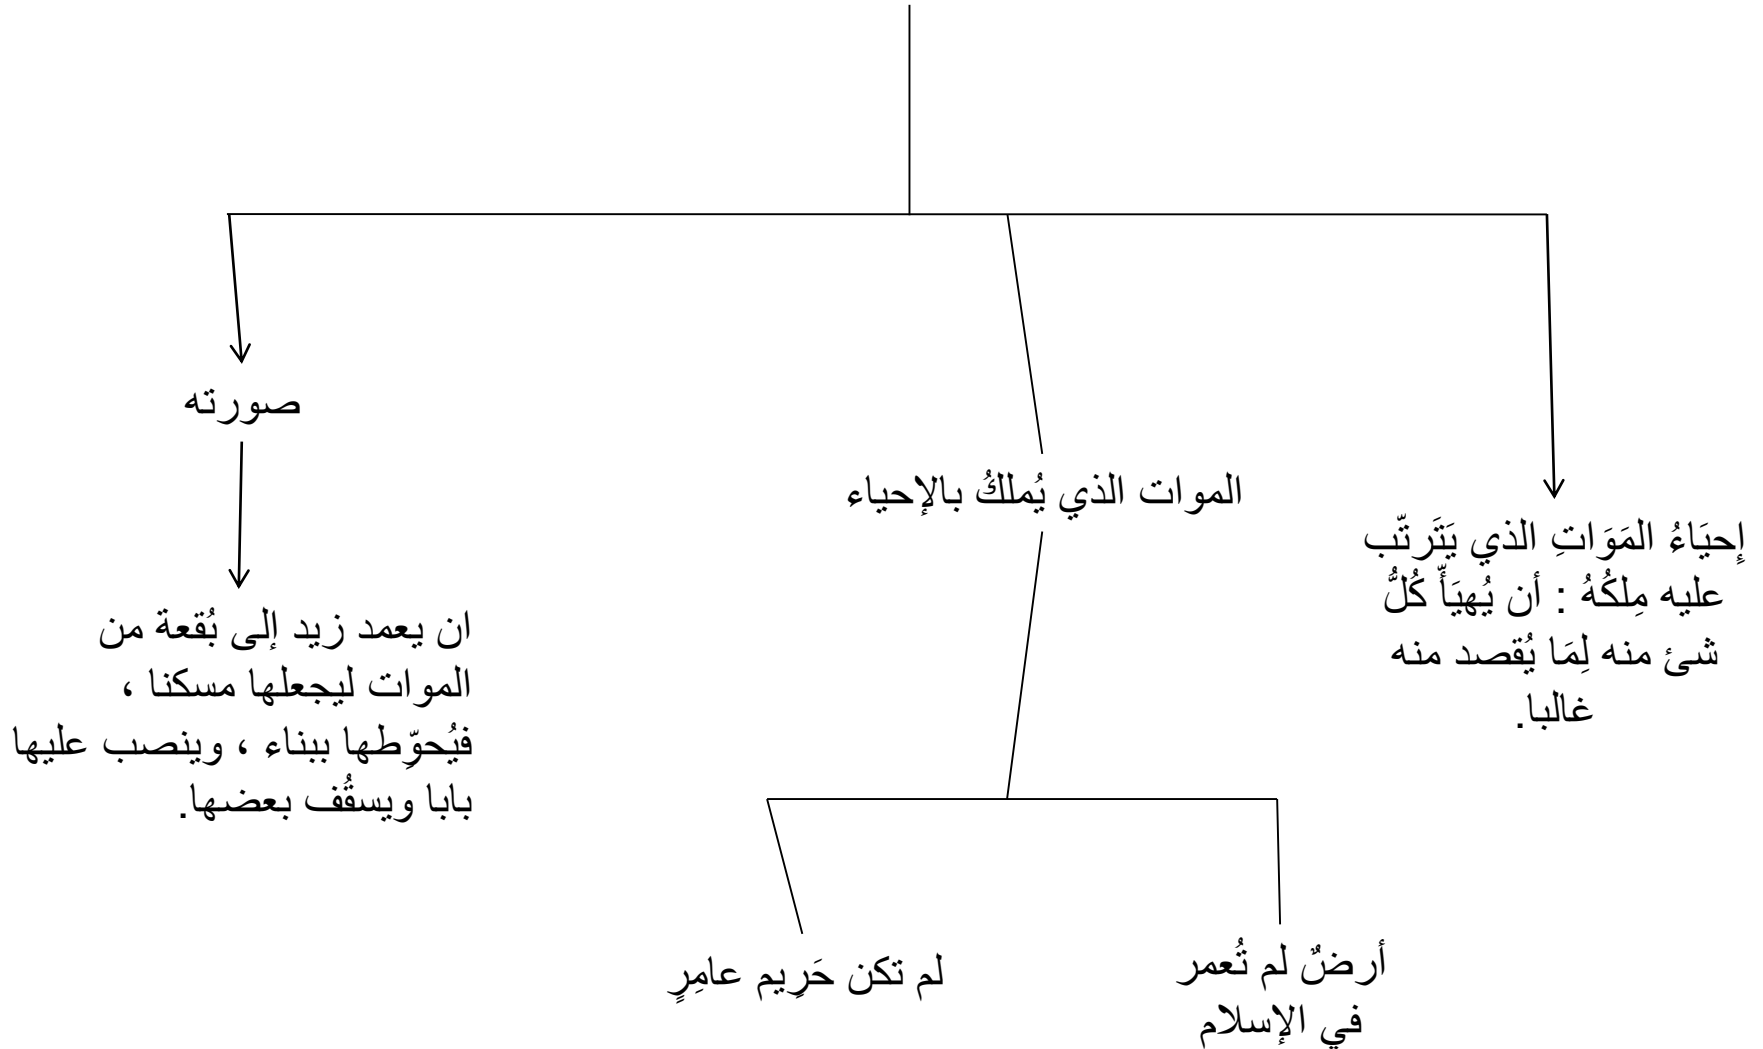 إِحيَاءُ المَوَاتِ الذي يَتَرتّب
عليه مِلكُهُ : أن يُهيَأّ كُلُّ
شئ منه لِمَا يُقصد منه
غالبا.
الموات الذي يُملكُ بالإحياء
أرضٌ لم تُعمر
في الإسلام
لم تكن حَرِيم عامِرٍ
صورته
ان يعمد زيد إلى بُقعة من
الموات ليجعلها مسكنا ،
فيُحوِّطها ببناء ، وينصب عليها
بابا ويسقُف بعضها.